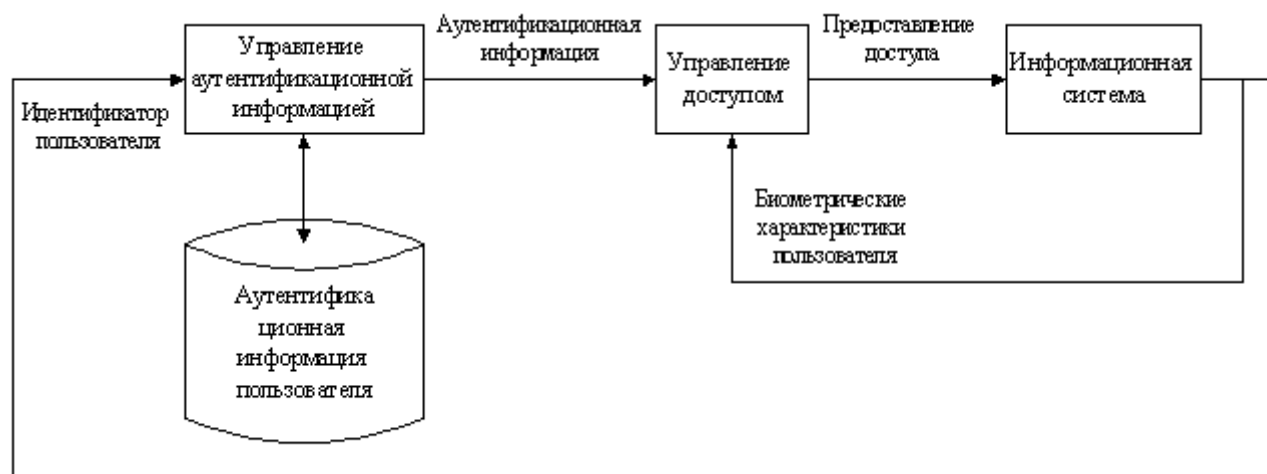 Управление
аутентификационной
информацией
Аутентификационная
информация
Управление
доступом
Предоставление
доступа
Информационная
система
Идентификатор
пользователя
Биометрические
характеристики
пользователя
Аутентифика
ционная
информация
пользователя